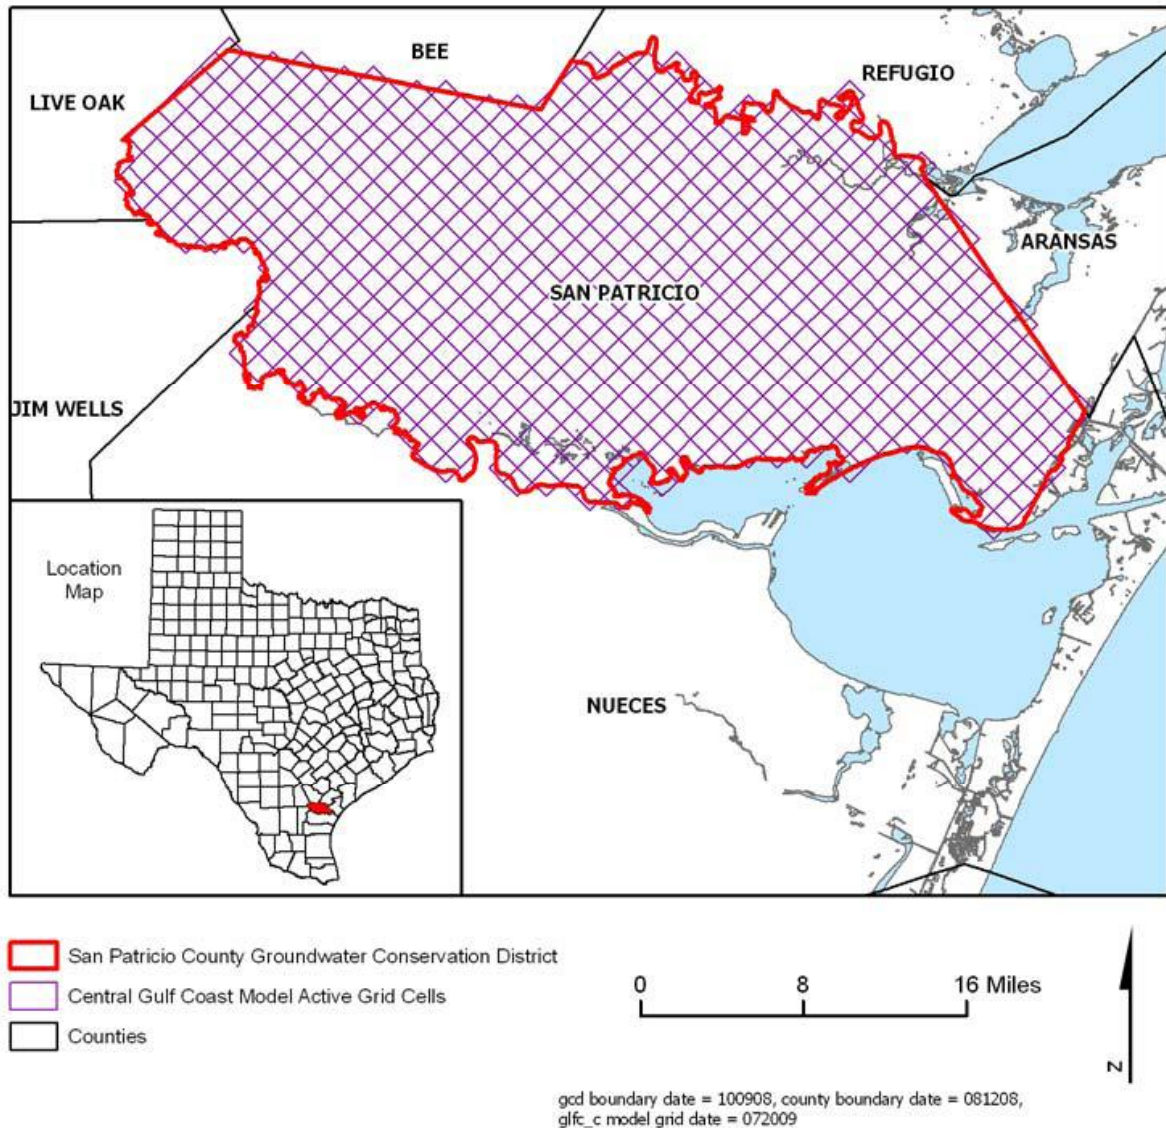 BEE
REFUGIO
LIVE OAK
ARANSAS
SAN PATRICIO
JIM WELLS
NUECES
Location
Map
San Patricio County Groundwater Conservation District
Central Gulf Coast Model Active Grid Cells
Counties
0 8 16 Miles
N
gcd boundary date = 100908, county boundary date = 081208,
glfc_c model grid date = 072009